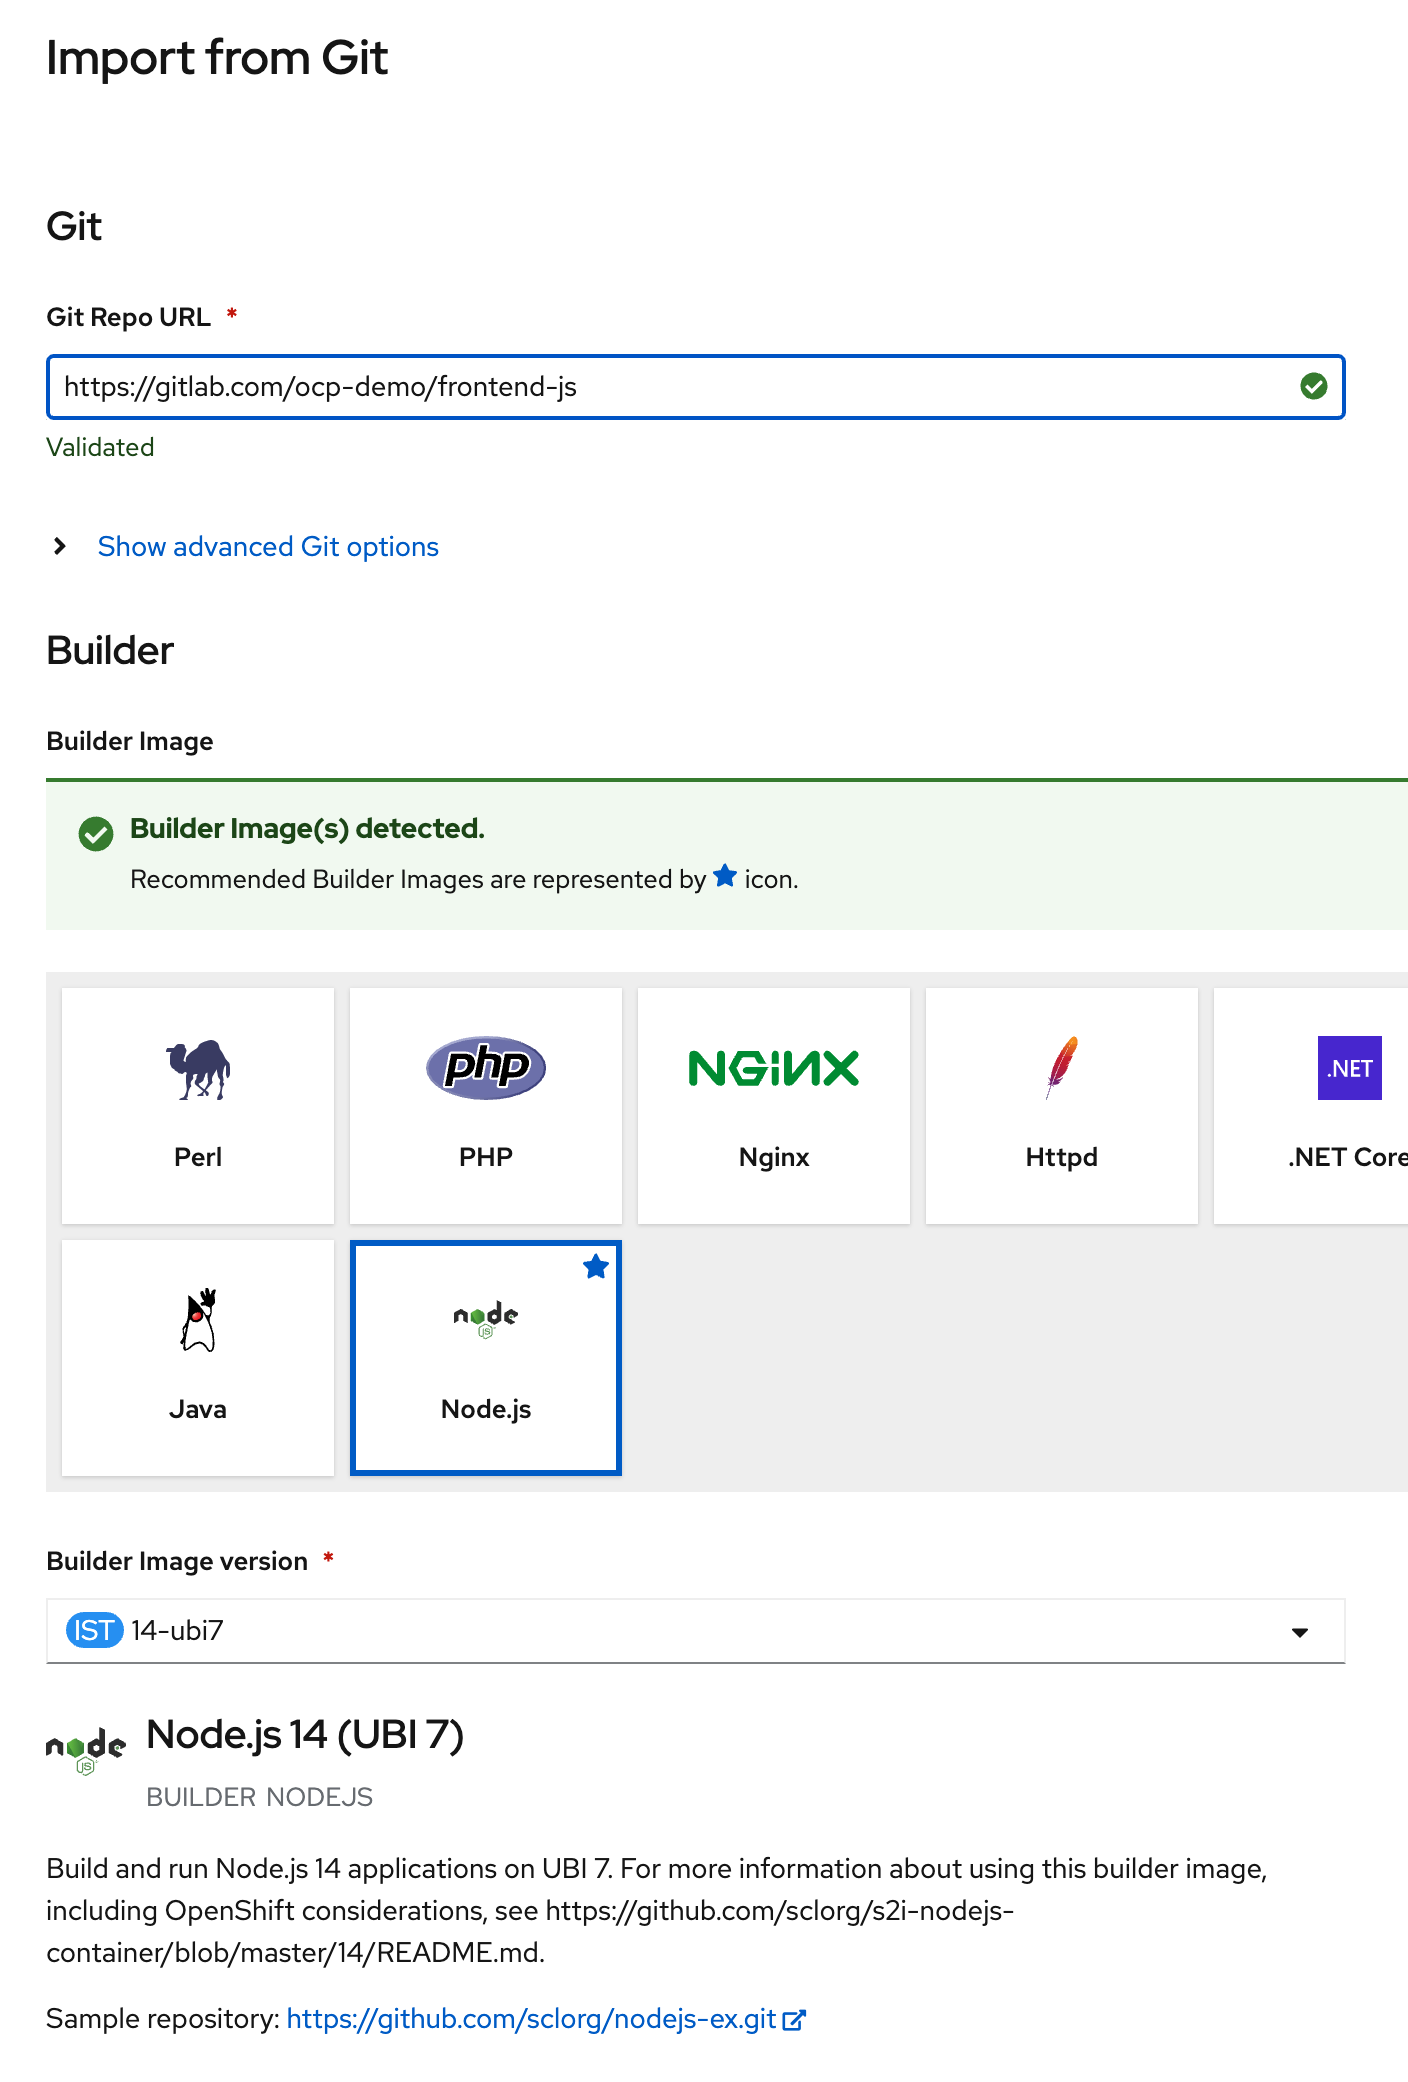 Import from Git
Git
Git Repo URL *
https://gitlab.com/ocp-demo/frontend-js
Validated
Show advanced Git options
Builder
Builder Image
Builder Image(s) detected.
Recommended Builder Images are represented by icon.
php
NGiNX
.NET
Perl
PHP
Nginx
Httpd
.NET Core
node
JS
Java
Node.js
Builder Image version *
IST 14-ubi7
node
JS
Node.js 14 (UBI 7)
BUILDER NODEJS
Build and run Node.js 14 applications on UBI 7. For more information about using this builder image,
including OpenShift considerations, see https://github.com/sclorg/s2i-nodejs-
container/blob/master/14/README.md.
Sample repository: https://github.com/sclorg/nodejs-ex.git